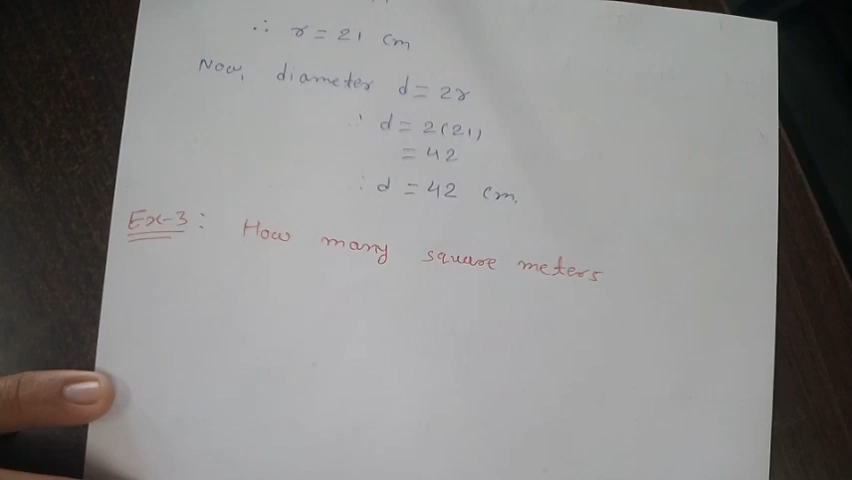 ∴ r = 21 cm
Now, diameter d = 2r
∴ d = 2(21)
= 42
∴ d = 42 cm.
Ex-3: How many square meters